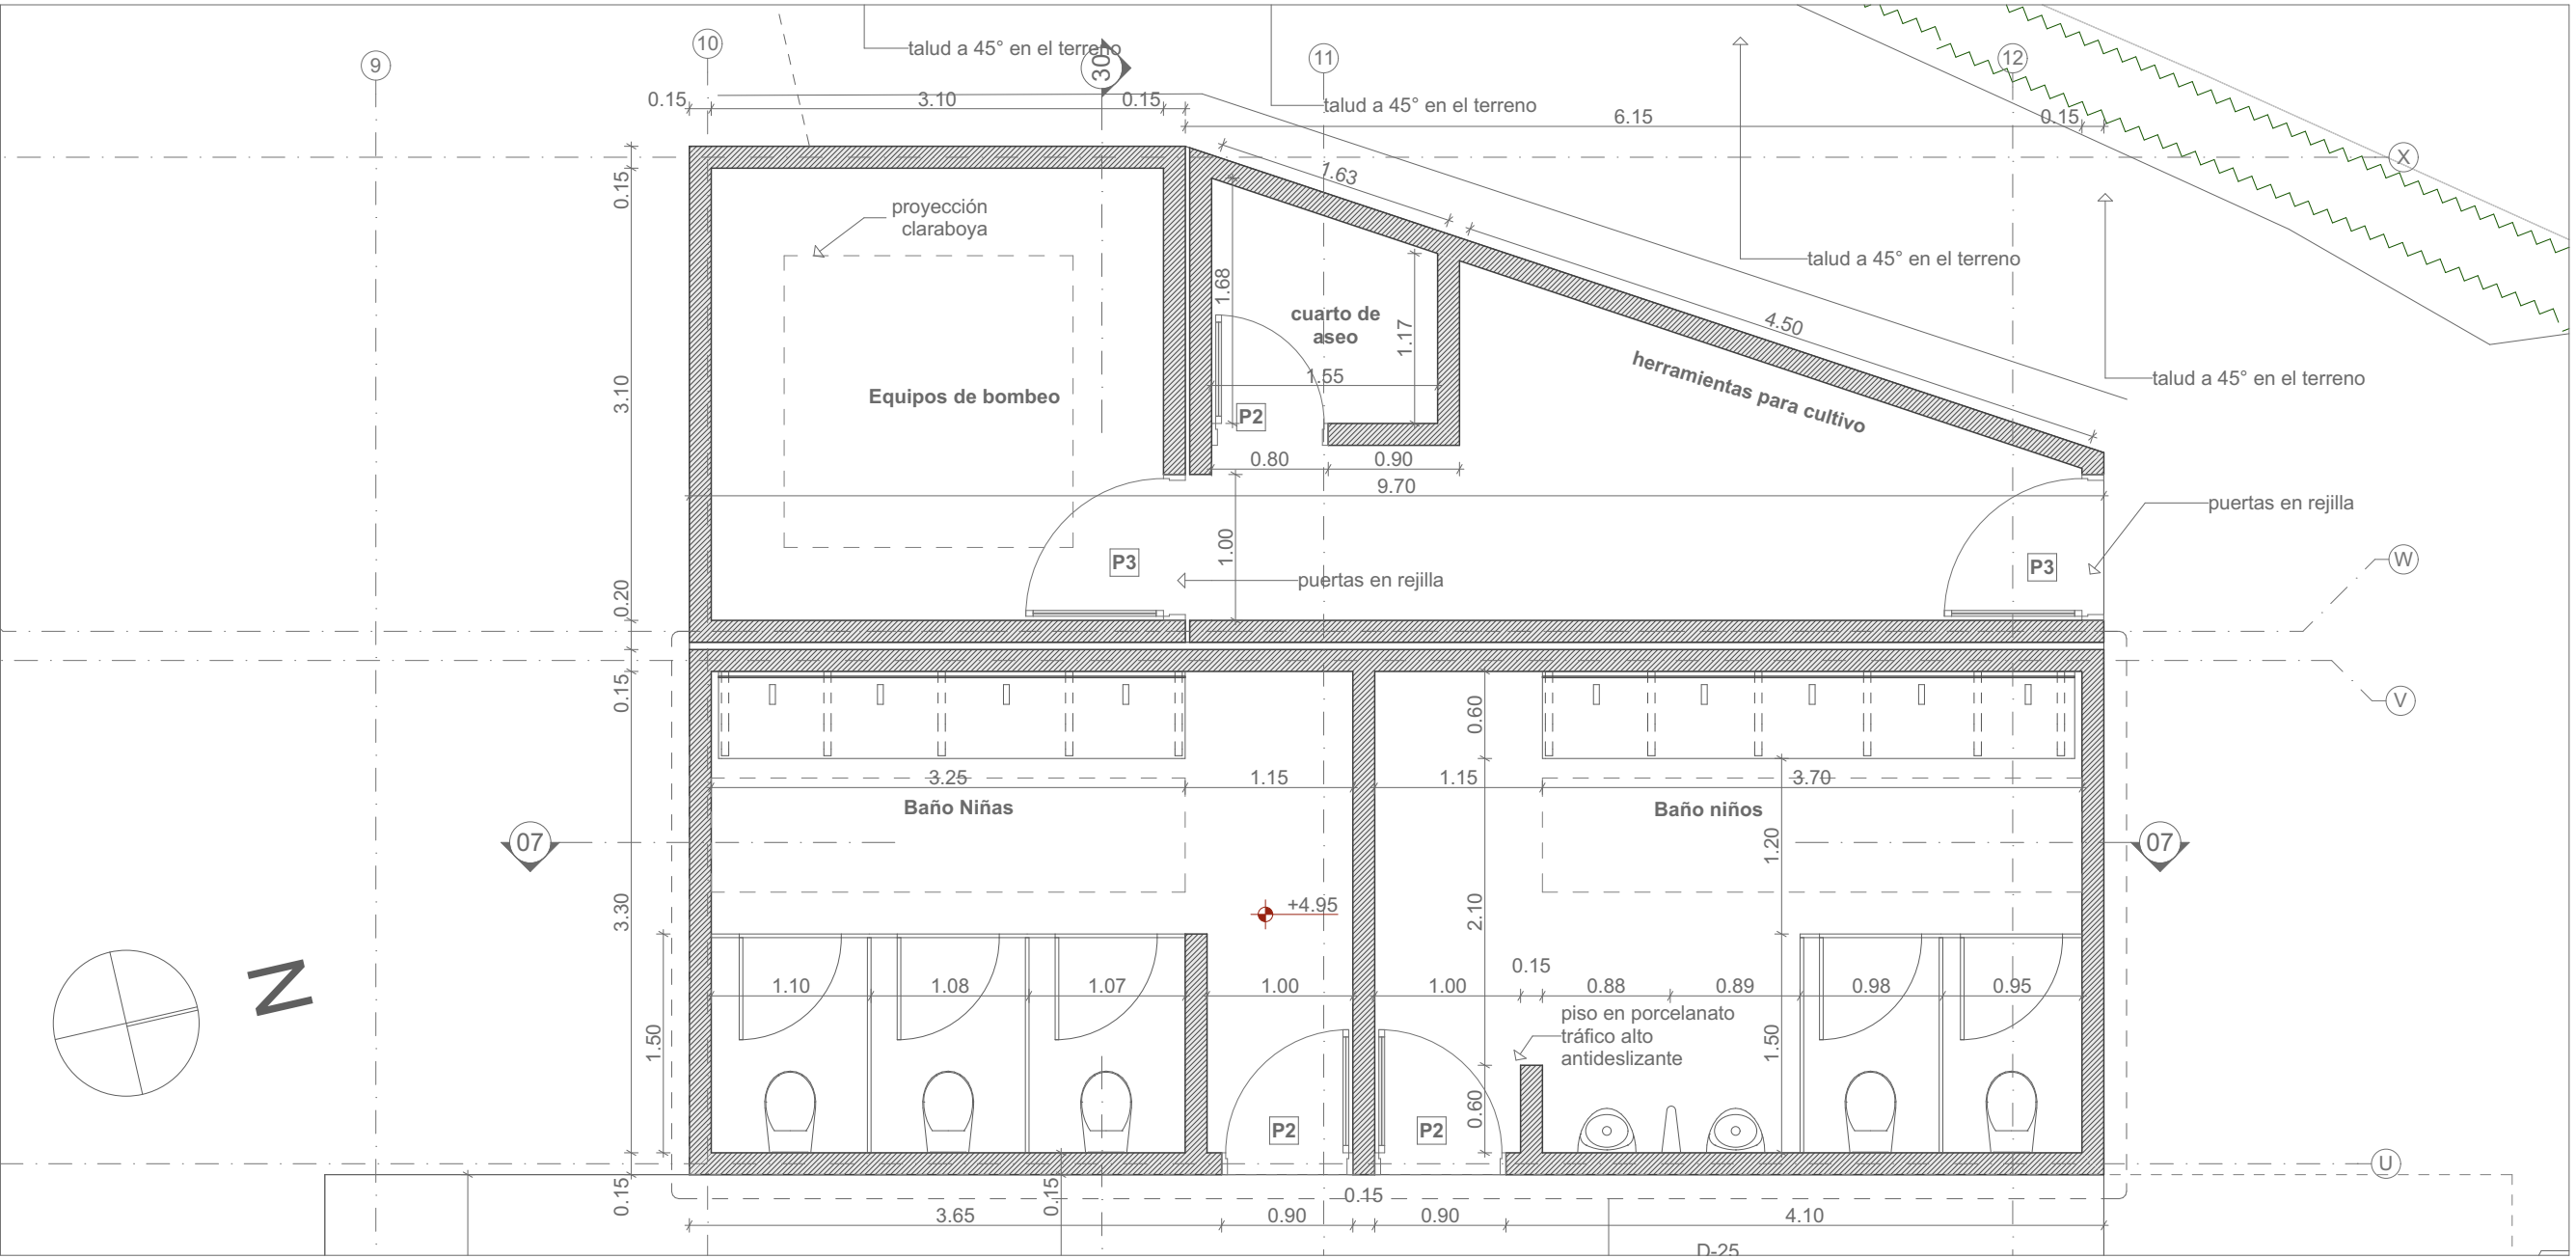 talud a 45° en el terreno
9
10
30
11
12
0.15
3.10
0.15
talud a 45° en el terreno
6.15
0.15
X
1.63
0.15
proyección
claraboya
talud a 45° en el terreno
1.68
cuarto de
aseo
1.17
4.50
herramientas para cultivo
talud a 45° en el terreno
3.10
Equipos de bombeo
1.55
P2
0.80
0.90
9.70
puertas en rejilla
1.00
P3
P3
puertas en rejilla
W
0.20
0.15
V
0.60
3.25
1.15
1.15
3.70
Baño Niñas
Baño niños
07
07
1.20
3.30
+4.95
2.10
N
0.15
1.10
1.08
1.07
1.00
1.00
0.88
0.89
0.98
0.95
piso en porcelanato
tráfico alto
antideslizante
1.50
1.50
0.60
P2
P2
U
0.15
0.15
0.15
3.65
0.90
0.90
4.10
D-25